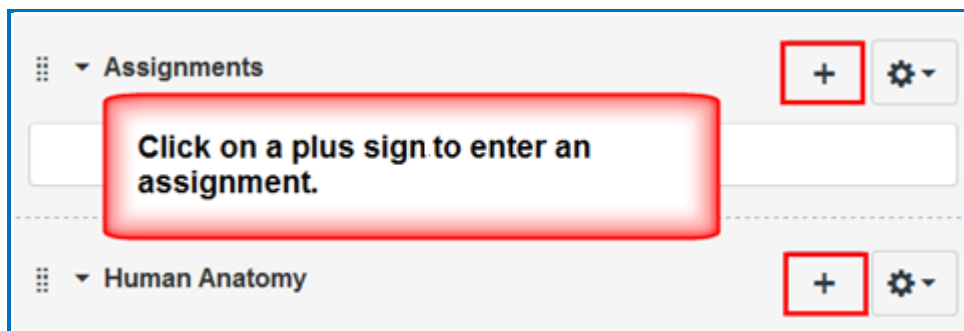 Assignments
+
Click on a plus sign to enter an
assignment.
Human Anatomy
+